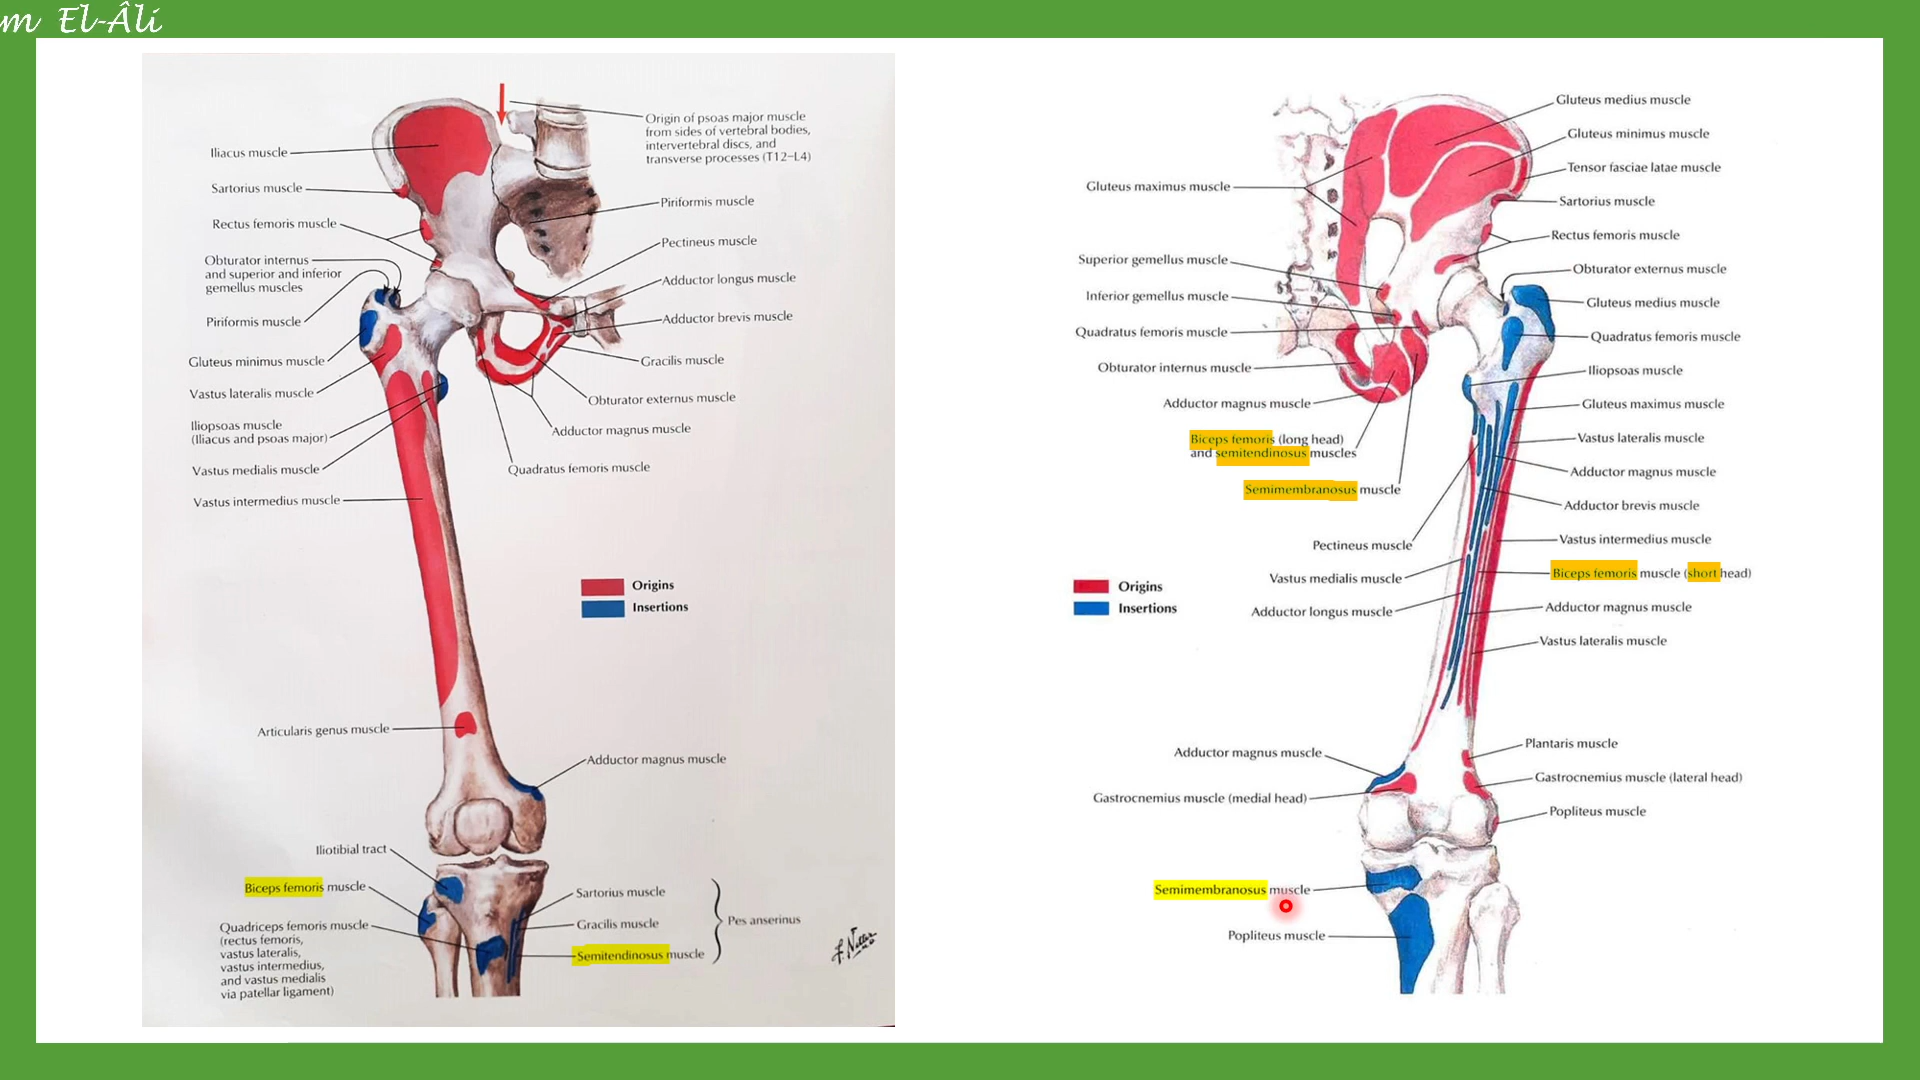 m El-Âli
Origin of psoas major muscle
from sides of vertebral bodies,
intervertebral discs, and
transverse processes (T12–L4)
Iliacus muscle
Sartorius muscle
Piriformis muscle
Rectus femoris muscle
Pectineus muscle
Obturator internus
and superior and inferior
gemellus muscles
Adductor longus muscle
Piriformis muscle
Adductor brevis muscle
Gluteus minimus muscle
Gracilis muscle
Vastus lateralis muscle
Obturator externus muscle
Iliopsoas muscle
(Iliacus and psoas major)
Adductor magnus muscle
Vastus medialis muscle
Quadratus femoris muscle
Vastus intermedius muscle
Origins
Insertions
Articularis genus muscle
Adductor magnus muscle
Iliotibial tract
Biceps femoris muscle
Sartorius muscle
Quadriceps femoris muscle
(rectus femoris,
vastus lateralis,
vastus intermedius,
and vastus medialis
via patellar ligament)
Gracilis muscle
Pes anserinus
Semitendinosus muscle
F. Netter
Gluteus medius muscle
Gluteus minimus muscle
Tensor fasciae latae muscle
Gluteus maximus muscle
Sartorius muscle
Rectus femoris muscle
Superior gemellus muscle
Obturator externus muscle
Inferior gemellus muscle
Gluteus medius muscle
Quadratus femoris muscle
Quadratus femoris muscle
Obturator internus muscle
Iliopsoas muscle
Adductor magnus muscle
Gluteus maximus muscle
Biceps femoris (long head)
and semitendinosus muscles
Vastus lateralis muscle
Adductor magnus muscle
Semimembranosus muscle
Adductor brevis muscle
Pectineus muscle
Vastus intermedius muscle
Vastus medialis muscle
Biceps femoris muscle (short head)
Origins
Insertions
Adductor longus muscle
Adductor magnus muscle
Vastus lateralis muscle
Adductor magnus muscle
Plantaris muscle
Gastrocnemius muscle (medial head)
Gastrocnemius muscle (lateral head)
Popliteus muscle
Semimembranosus muscle
Popliteus muscle